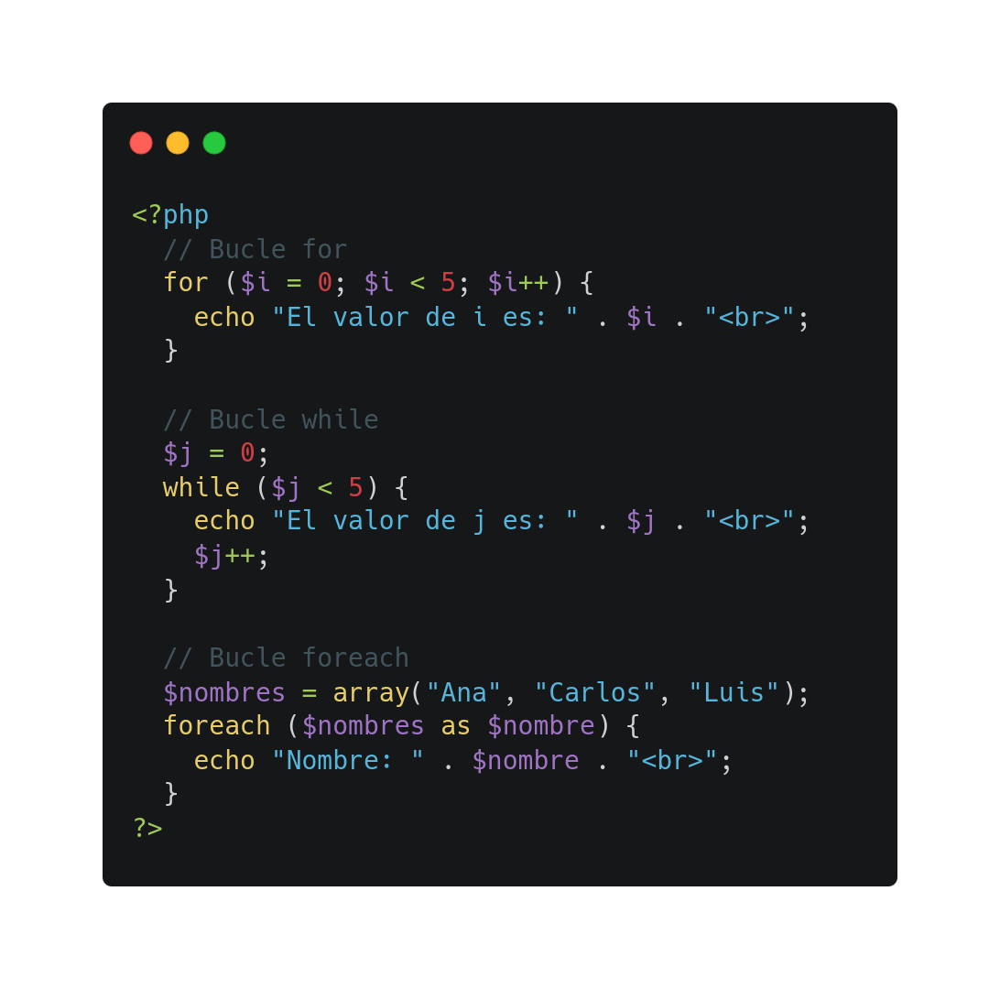 <?php
  // Bucle for
  for ($i = 0; $i < 5; $i++) {
    echo "El valor de i es: " . $i . "<br>";
  }

  // Bucle while
  $j = 0;
  while ($j < 5) {
    echo "El valor de j es: " . $j . "<br>";
    $j++;
  }

  // Bucle foreach
  $nombres = array("Ana", "Carlos", "Luis");
  foreach ($nombres as $nombre) {
    echo "Nombre: " . $nombre . "<br>";
  }
?>